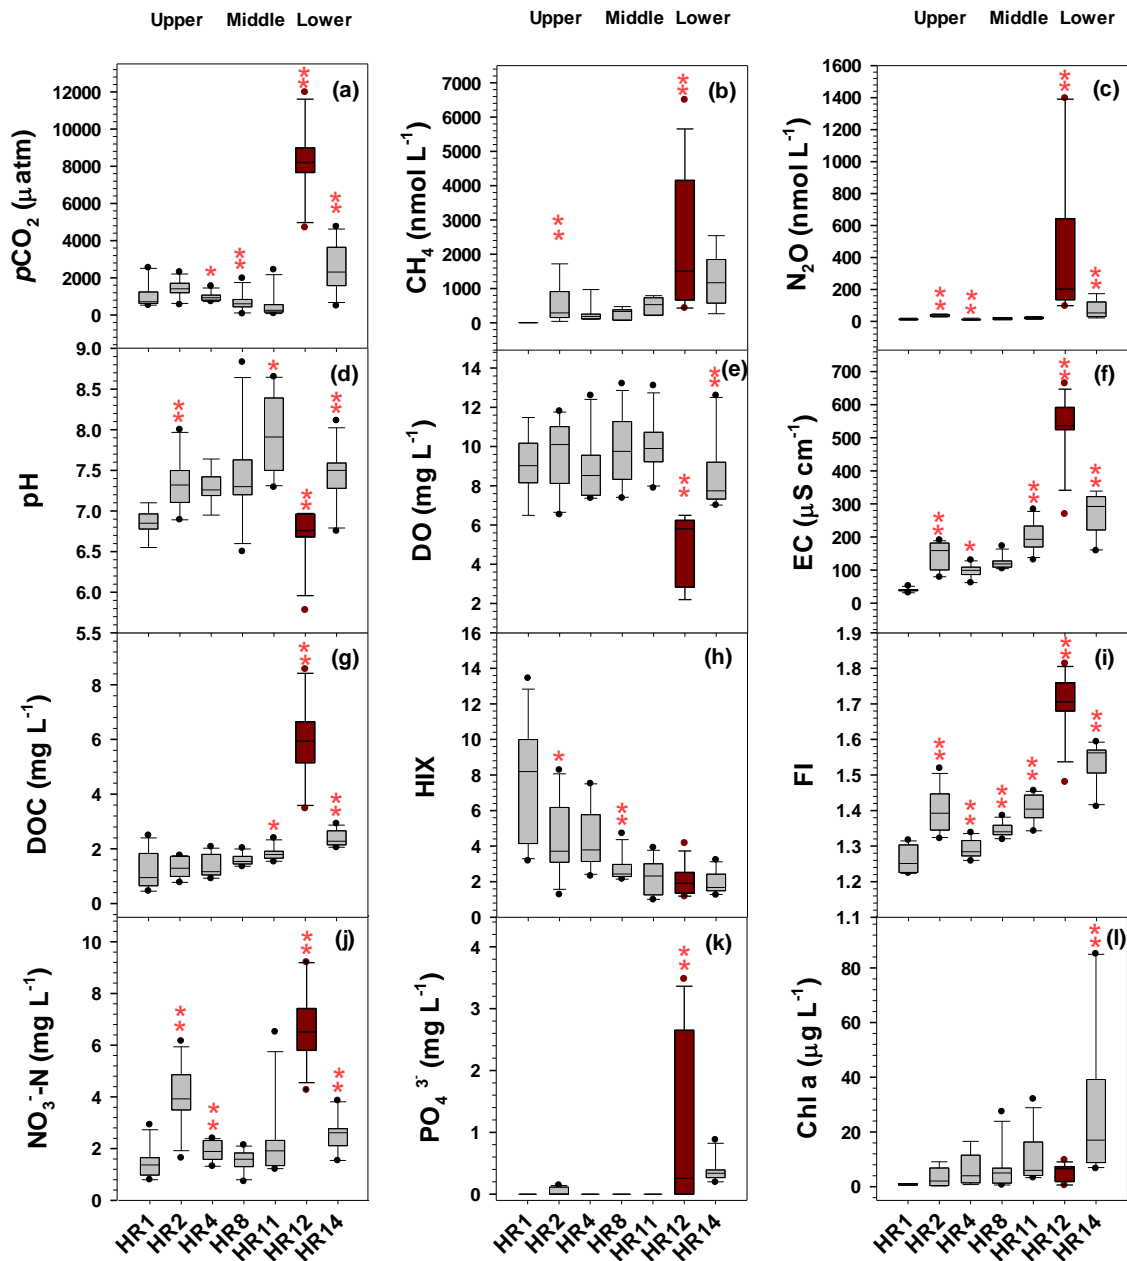 Upper Middle Lower
Upper Middle Lower
Upper Middle Lower
(a)
pCO2 (μatm)
12000
10000
8000
6000
4000
2000
0
(b)
CH4 (nmol L-1)
7000
6000
5000
4000
3000
2000
1000
0
(c)
N2O (nmol L-1)
1600
1400
1200
1000
800
600
400
200
0
(d)
pH
9.0
8.5
8.0
7.5
7.0
6.5
6.0
5.5
(e)
DO (mg L-1)
14
12
10
8
6
4
2
(f)
EC (μS cm-1)
700
600
500
400
300
200
100
0
(g)
DOC (mg L-1)
8
6
4
2
0
(h)
HIX
16
14
12
10
8
6
4
2
0
(i)
FI
1.9
1.8
1.7
1.6
1.5
1.4
1.3
1.2
1.1
(j)
NO3--N (mg L-1)
10
8
6
4
2
0
(k)
PO4 3- (mg L-1)
4
3
2
1
0
(l)
Chl a (μg L-1)
80
60
40
20
0
HR1 HR2 HR4 HR8 HR11 HR12 HR14
HR1 HR2 HR4 HR8 HR11 HR12 HR14
HR1 HR2 HR4 HR8 HR11 HR12 HR14